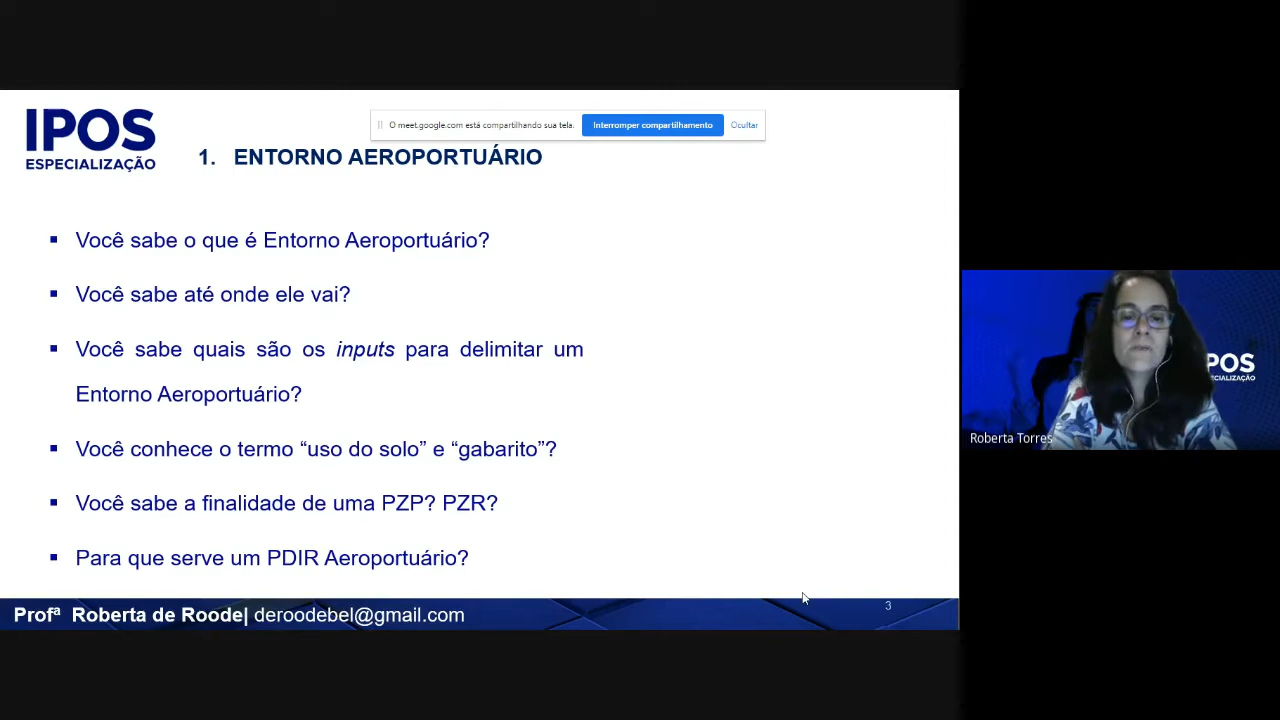 IPOS
ESPECIALIZAÇÃO
O meet.google.com está compartilhando sua tela.
Interromper compartilhamento
Ocultar
1. ENTORNO AEROPORTUÁRIO
▪ Você sabe o que é Entorno Aeroportuário?
▪ Você sabe até onde ele vai?
▪ Você sabe quais são os inputs para delimitar um
Entorno Aeroportuário?
▪ Você conhece o termo “uso do solo” e “gabarito”?
▪ Você sabe a finalidade de uma PZP? PZR?
▪ Para que serve um PDIR Aeroportuário?
Profª Roberta de Roode| deroodebel@gmail.com
3
POS
ECIALIZAÇÃO
Roberta Torres